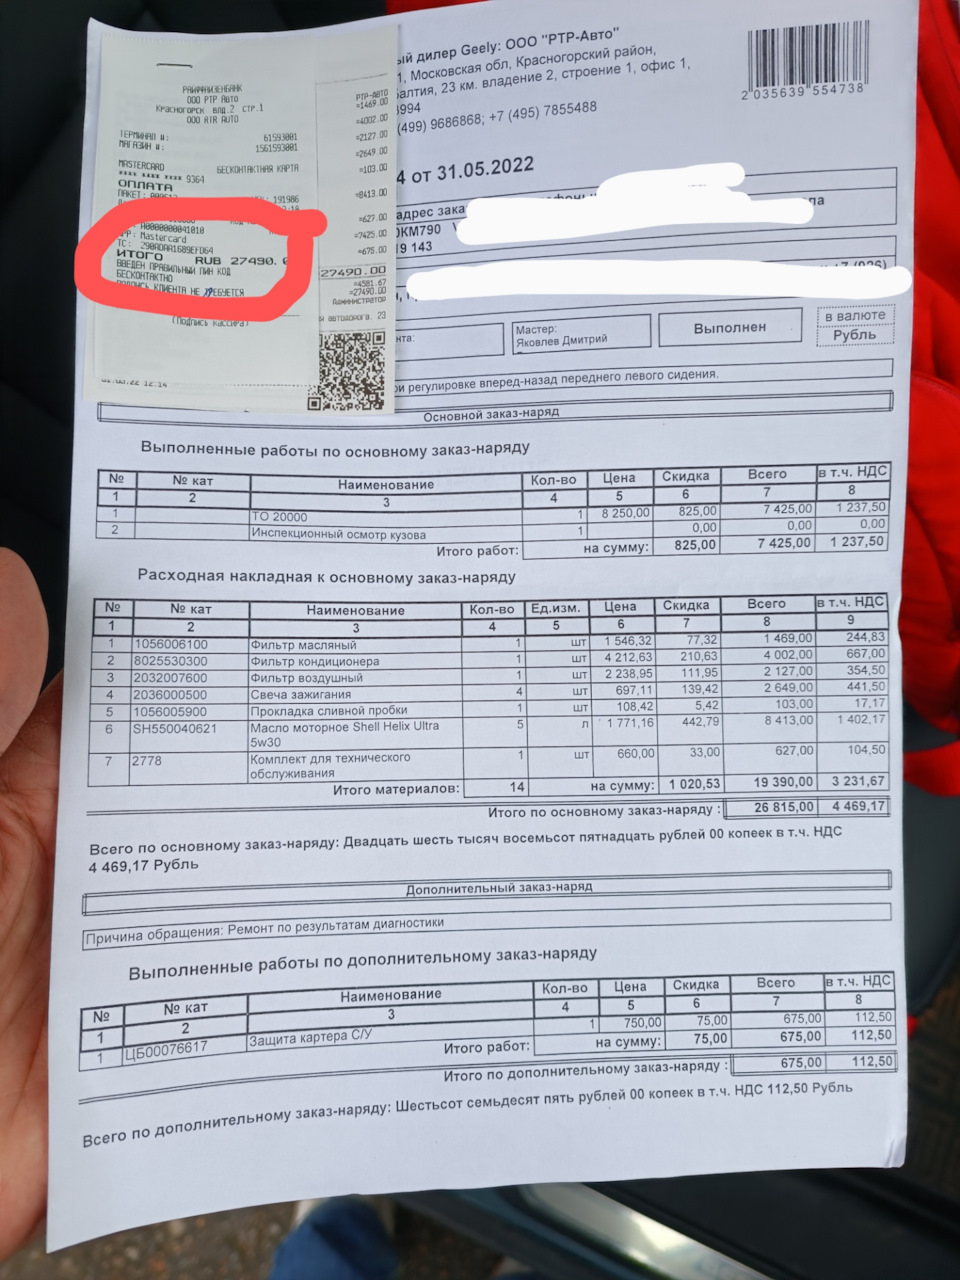 РАЙФФАЙЗЕНБАНК
ООО РТР Авто
Красногорск влд.2 стр.1
ООО RTR AUTO
ТЕРМИНАЛ №: 61593001
МАГАЗИН №: 1561593001
MASTERCARD БЕСКОНТАКТНАЯ КАРТА
**** **** **** 9364
ОПЛАТА
ПАКЕТ: 191986
A0000000041010
Mastercard
ТС: 290ADAA1689EFD64
ИТОГО RUB 27490.
ВВЕДЕН ПРАВИЛЬНЫЙ ПИН КОД
БЕСКОНТАКТНО
КЛИЕНТА НЕ ТРЕБУЕТСЯ
(Подпись кассира)
РТР-АВТО
=1469.00
=4002.00
=2127.00
=2649.00
=103.00
=8413.00
=627.00
=7425.00
=675.00
27490.00
=4581.67
=27490.00
Администратор
автодорога. 23
12:14
ый дилер Geely: ООО "РТР-Авто"
1, Московская обл, Красногорский район,
Балтия, 23 км. владение 2, строение 1, офис 1,
3994
(499) 9686868; +7 (495) 7855488
2 035639 554738
4 от 31.05.2022
адрес зака
ОКМ790
19 143
Мастер:
Яковлев Дмитрий
Выполнен
в валюте
Рубль
ри регулировке вперед-назад переднего левого сидения.
Основной заказ-наряд
Выполненные работы по основному заказ-наряду
№ № кат Наименование Кол-во Цена Скидка Всего в т.ч. НДС
1 2 3 4 5 6 7 8
1 ТО 20000 1 8 250,00 825,00 7 425,00 1 237,50
2 Инспекционный осмотр кузова 1 0,00 0,00 0,00
Итого работ: на сумму: 825,00 7 425,00 1 237,50
Расходная накладная к основному заказ-наряду
№ № кат Наименование Кол-во Ед.изм. Цена Скидка Всего в т.ч. НДС
1 2 3 4 5 6 7 8 9
1 1056006100 Фильтр масляный 1 шт 1 546,32 77,32 1 469,00 244,83
2 8025530300 Фильтр кондиционера 1 шт 4 212,63 210,63 4 002,00 667,00
3 2032007600 Фильтр воздушный 1 шт 2 238,95 111,95 2 127,00 354,50
4 2036000500 Свеча зажигания 4 шт 697,11 139,42 2 649,00 441,50
5 1056005900 Прокладка сливной пробки 1 шт 108,42 5,42 103,00 17,17
6 SH550040621 Масло моторное Shell Helix Ultra 5 л 1 771,16 442,79 8 413,00 1 402,17
5w30
7 2778 Комплект для технического 1 шт 660,00 33,00 627,00 104,50
обслуживания
Итого материалов: 14 на сумму: 1 020,53 19 390,00 3 231,67
Итого по основному заказ-наряду : 26 815,00 4 469,17
Всего по основному заказ-наряду: Двадцать шесть тысяч восемьсот пятнадцать рублей 00 копеек в т.ч. НДС
4 469,17 Рубль
Дополнительный заказ-наряд
Причина обращения: Ремонт по результатам диагностики
Выполненные работы по дополнительному заказ-наряду
№ № кат Наименование Кол-во Цена Скидка Всего в т.ч. НДС
1 2 3 4 5 6 7 8
1 ЦБ00076617 Защита картера С/У 1 750,00 75,00 675,00 112,50
Итого работ: на сумму: 75,00 675,00 112,50
Итого по дополнительному заказ-наряду : 675,00 112,50
Всего по дополнительному заказ-наряду: Шестьсот семьдесят пять рублей 00 копеек в т.ч. НДС 112,50 Рубль